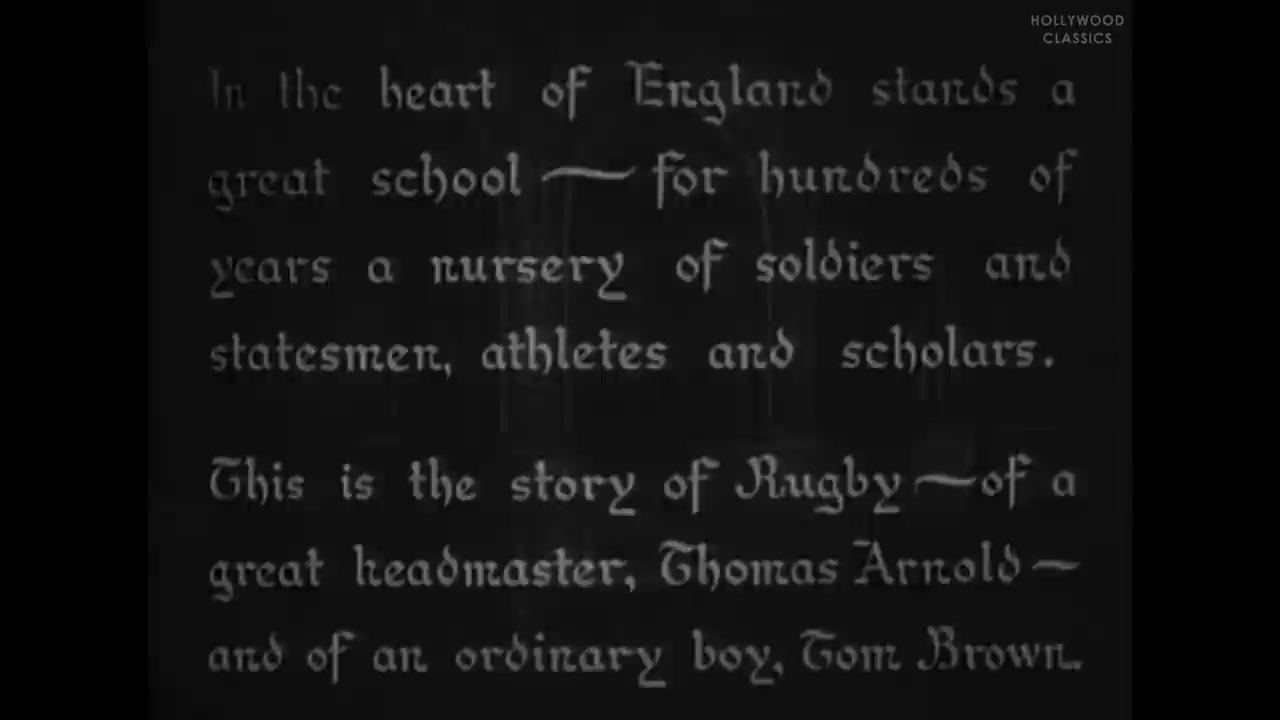 HOLLYWOOD
CLASSICS
In the heart of England stands a
great school — for hundreds of
years a nursery of soldiers and
statesmen, athletes and scholars.
This is the story of Rugby — of a
great headmaster, Thomas Arnold —
and of an ordinary boy, Tom Brown.